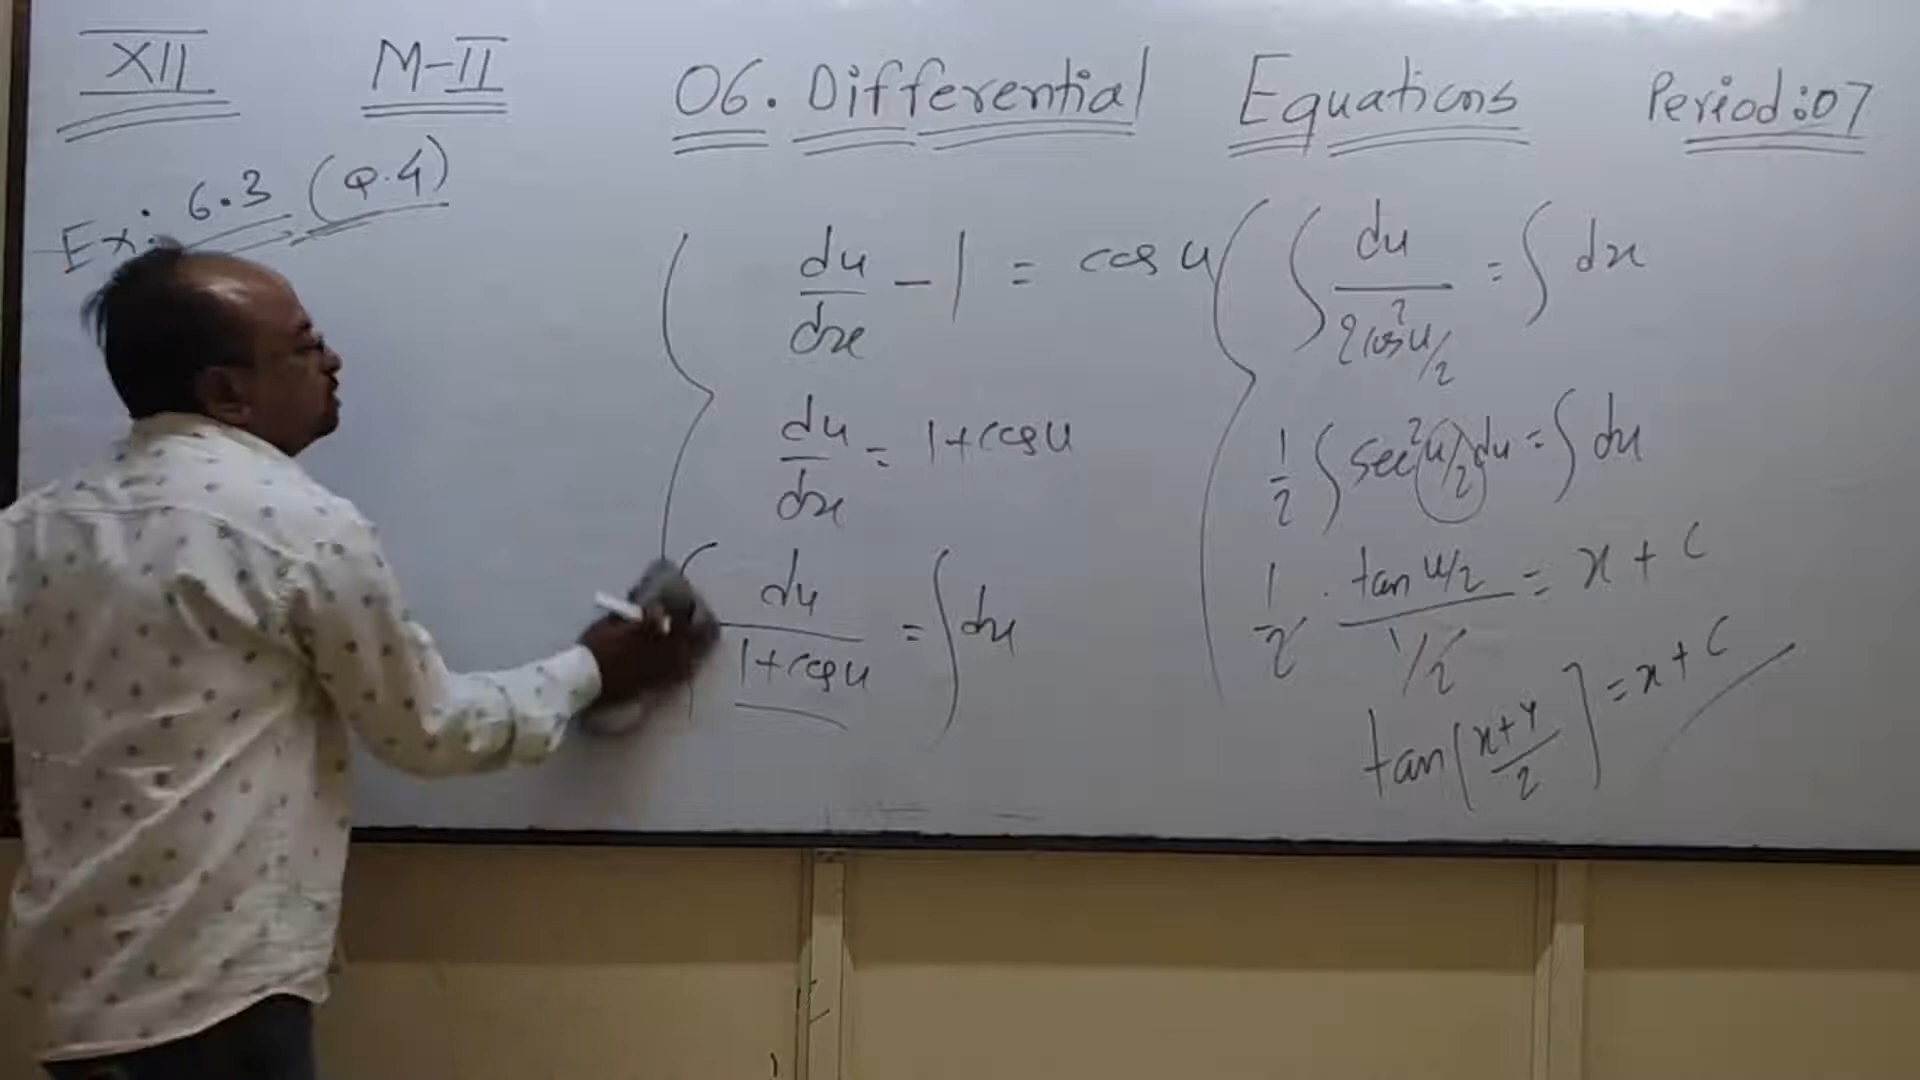 XII M-II 06. Differential Equations Period:07
Ex: 6.3 (Q.4)
du/dx - 1 = cos u
du/dx = 1+cos u
∫ du/(1+cos u) = ∫ dx
∫ du/(2cos² u/2) = ∫ dx
1/2 ∫ sec² u/2 du = ∫ dx
1/2 . (tan u/2)/(1/2) = x + c
tan[(x+y)/2] = x + c